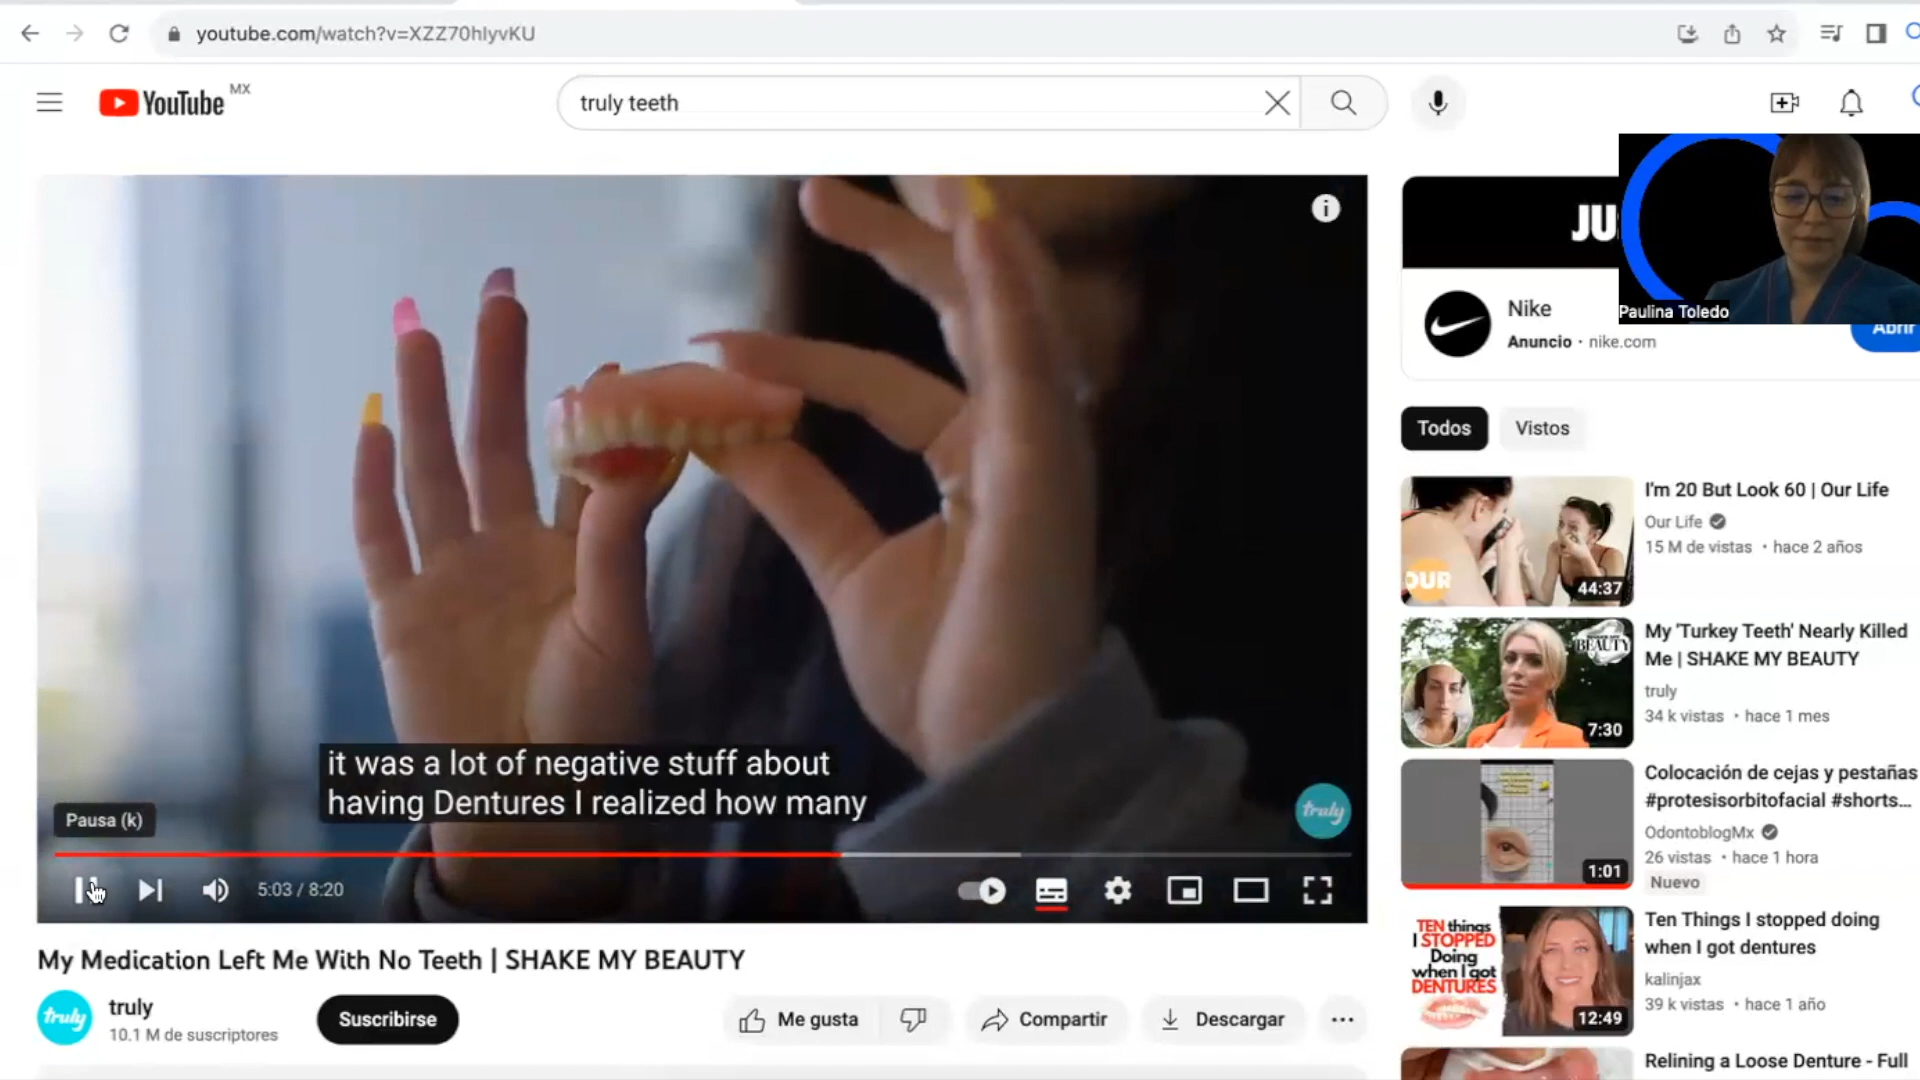 youtube.com/watch?v=XZZ70hIyvKU
YouTube MX
truly teeth
JU
Paulina Toledo
Nike
Anuncio · nike.com
Abrir
Todos
Vistos
it was a lot of negative stuff about
having Dentures I realized how many
truly
Pausa (k)
5:03 / 8:20
My Medication Left Me With No Teeth | SHAKE MY BEAUTY
truly
truly
10.1 M de suscriptores
Suscribirse
Me gusta
Compartir
Descargar
OUR
44:37
I'm 20 But Look 60 | Our Life
Our Life
15 M de vistas · hace 2 años
BEAUTY
7:30
My 'Turkey Teeth' Nearly Killed
Me | SHAKE MY BEAUTY
truly
34 k vistas · hace 1 mes
1:01
Colocación de cejas y pestañas
#protesisorbitofacial #shorts...
OdontoblogMx
26 vistas · hace 1 hora
Nuevo
TEN things
I STOPPED
Doing
when I got
DENTURES
12:49
Ten Things I stopped doing
when I got dentures
kalinjax
39 k vistas · hace 1 año
Relining a Loose Denture - Full